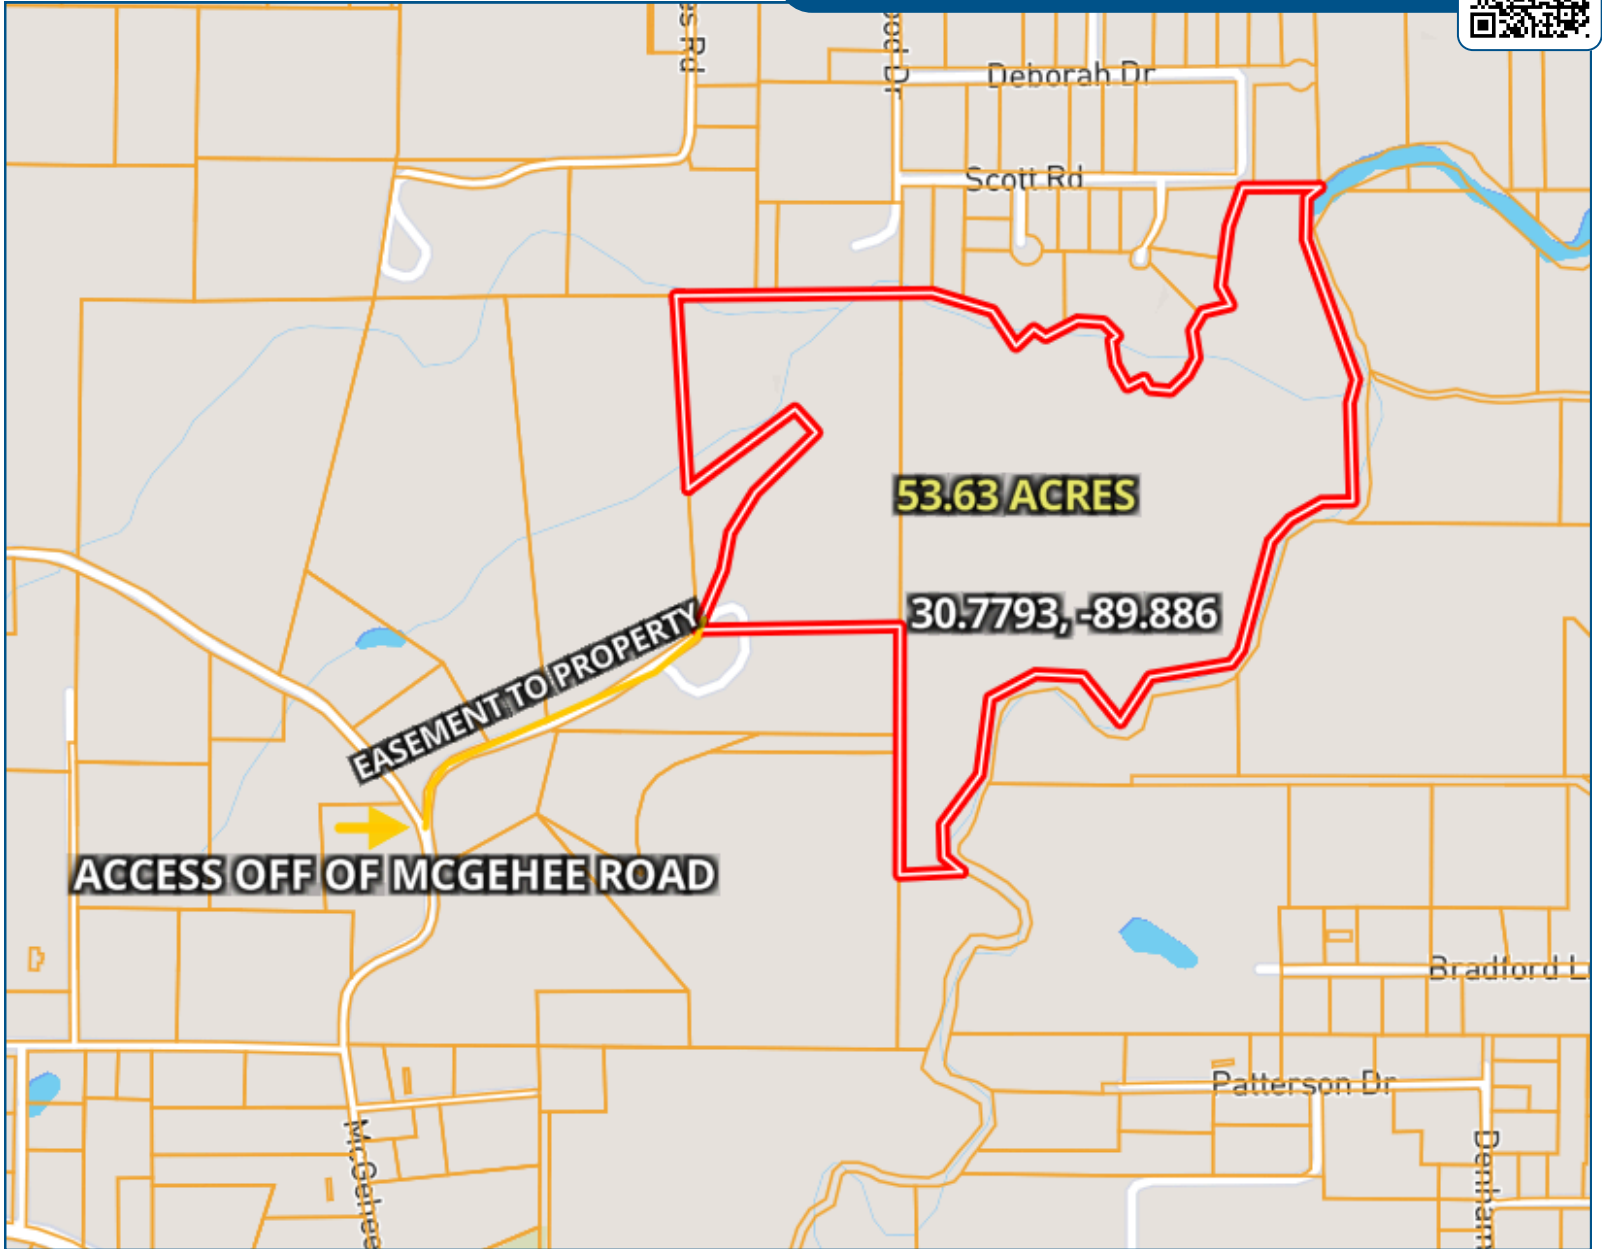 Deborah Dr
Scott Rd
53.63 ACRES
30.7793, -89.886
EASEMENT TO PROPERTY
ACCESS OFF OF MCGEHEE ROAD
Bradford L
Patterson Dr
McGehee
Denham